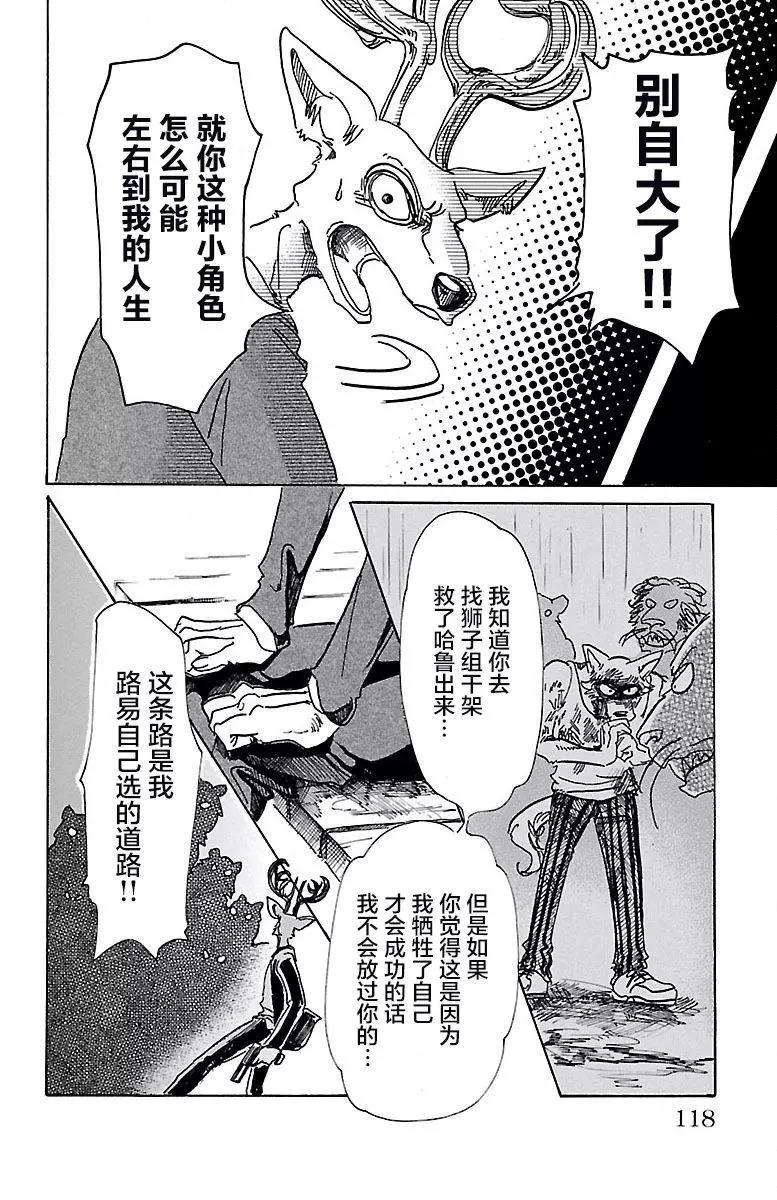 别自大了!!
就你这种小角色
怎么可能
左右到我的人生
我知道你去
找狮子组干架
救了哈鲁出来…
但是如果
你觉得这是因为
我牺牲了自己
才会成功的话
我不会放过你的…
这条路是我
路易自己选的道路!!
118